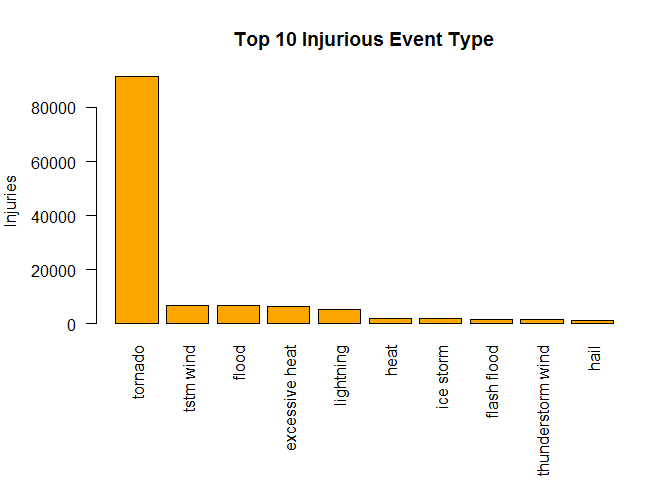 Top 10 Injurious Event Type
Injuries
80000
60000
40000
20000
0
tornado
tstm wind
flood
excessive heat
lightning
heat
ice storm
flash flood
thunderstorm wind
hail